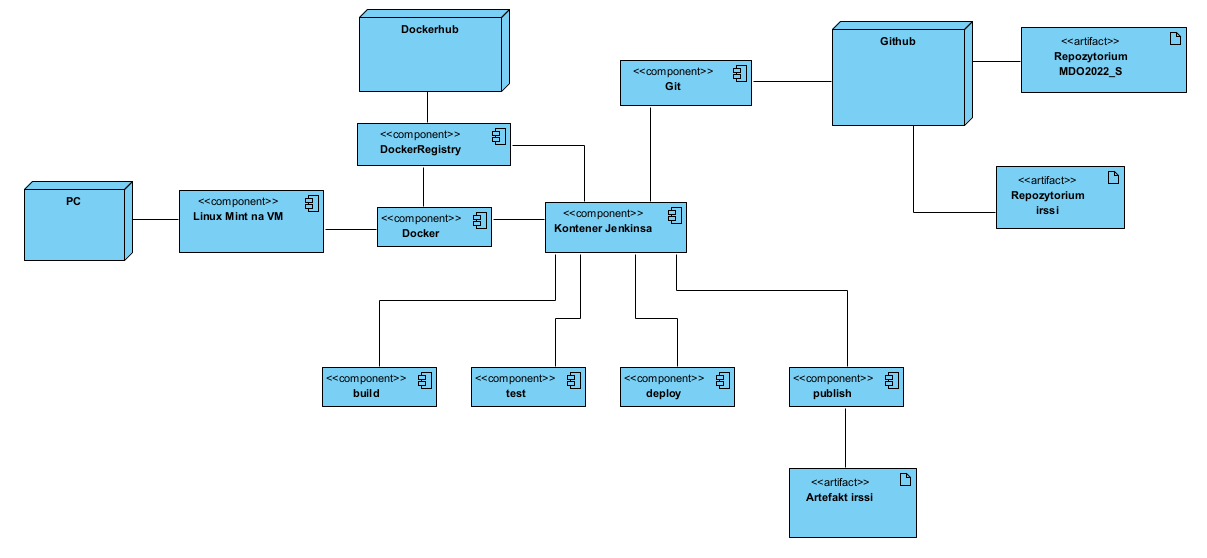 Dockerhub
Github
<<artifact>>
Repozytorium
MDO2022_S
<<component>>
Git
<<component>>
DockerRegistry
PC
<<component>>
Linux Mint na VM
<<component>>
Docker
<<component>>
Kontener Jenkinsa
<<artifact>>
Repozytorium
irssi
<<component>>
build
<<component>>
test
<<component>>
deploy
<<component>>
publish
<<artifact>>
Artefakt irssi